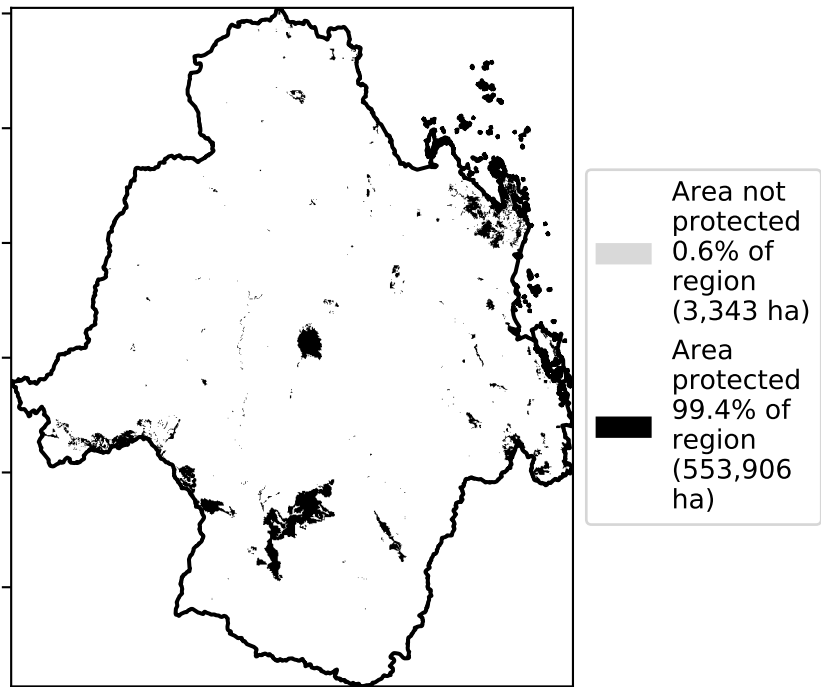 Area not
protected
0.6% of
region
(3,343 ha)
Area
protected
99.4% of
region
(553,906
ha)